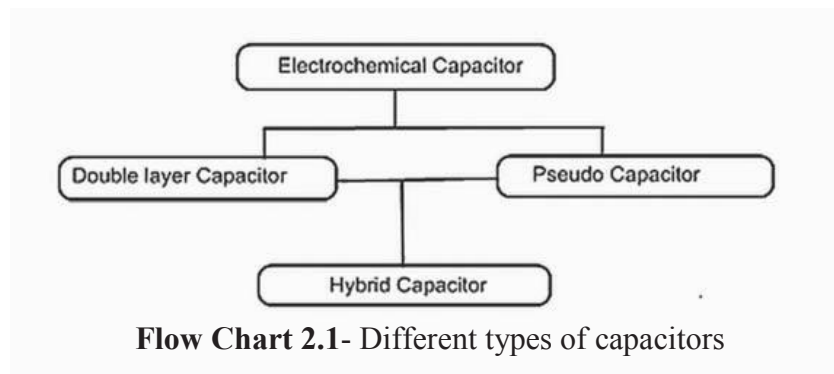 Electrochemical Capacitor
Double layer Capacitor
Pseudo Capacitor
Hybrid Capacitor
Flow Chart 2.1- Different types of capacitors